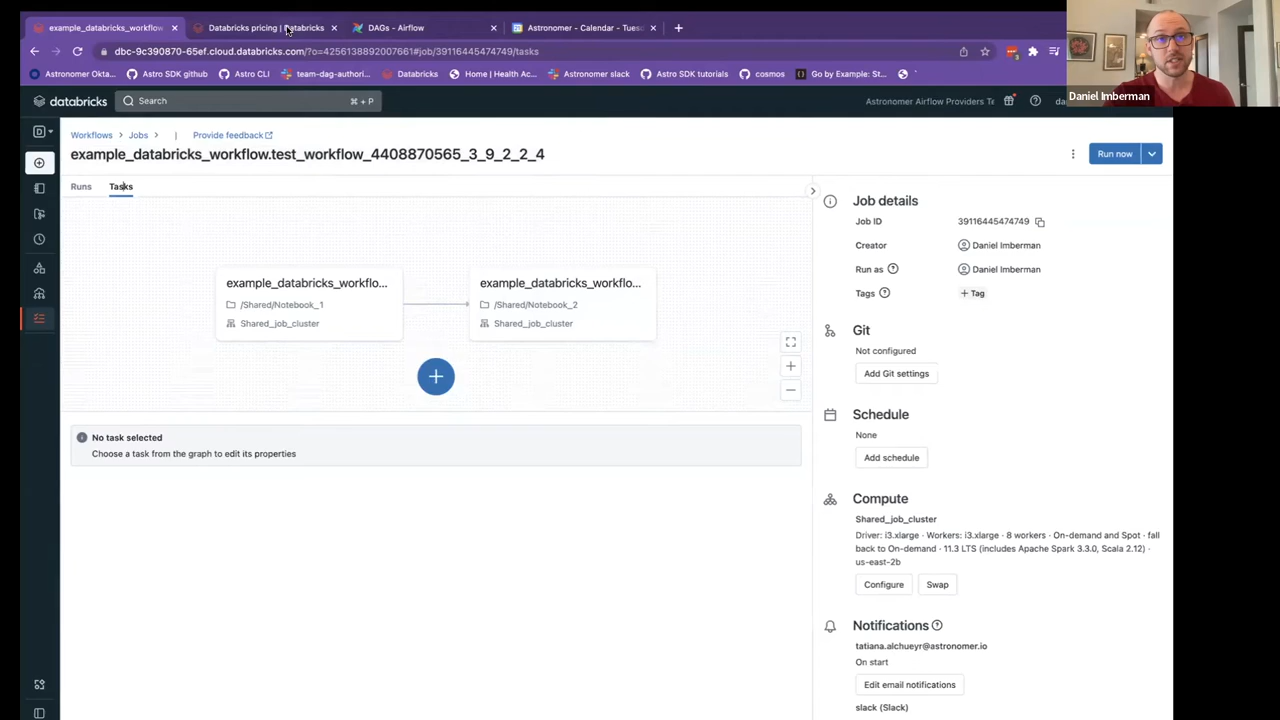 example_databricks_workflow
Databricks pricing | Databricks
DAGs - Airflow
Astronomer - Calendar - Tues
dbc-9c390870-65ef.cloud.databricks.com/?o=4256138892007661#job/39116445474749/tasks
Astronomer Okta...
Astro SDK github
Astro CLI
team-dag-authori...
Databricks
Home | Health Ac...
Astronomer slack
Astro SDK tutorials
cosmos
Go by Example: St...
Daniel Imberman
databricks
Search
⌘ + P
Astronomer Airflow Providers Te
da
D
Workflows > Jobs > | Provide feedback
example_databricks_workflow.test_workflow_4408870565_3_9_2_2_4
Run now
Runs
Tasks
example_databricks_workflo...
/Shared/Notebook_1
Shared_job_cluster
example_databricks_workflo...
/Shared/Notebook_2
Shared_job_cluster
No task selected
Choose a task from the graph to edit its properties
Job details
Job ID 39116445474749
Creator Daniel Imberman
Run as Daniel Imberman
Tags + Tag
Git
Not configured
Add Git settings
Schedule
None
Add schedule
Compute
Shared_job_cluster
Driver: i3.xlarge · Workers: i3.xlarge · 8 workers · On-demand and Spot · fall
back to On-demand · 11.3 LTS (includes Apache Spark 3.3.0, Scala 2.12) ·
us-east-2b
Configure
Swap
Notifications
tatiana.alchueyr@astronomer.io
On start
Edit email notifications
slack (Slack)